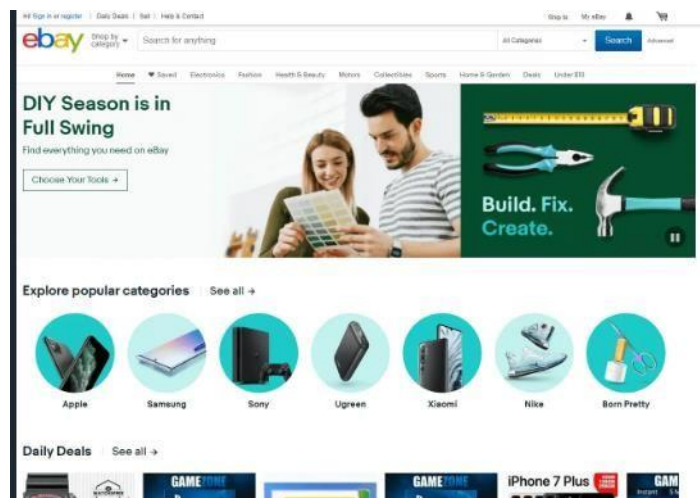 Hi! Sign in or register | Daily Deals | Sell | Help & Contact
Ship to My eBay
ebay
Shop by
category
Search for anything
All Categories
Search
Advanced
Home Saved Electronics Fashion Health & Beauty Motors Collectibles Sports Home & Garden Deals Under $10
DIY Season is in
Full Swing
Find everything you need on eBay
Choose Your Tools →
Build. Fix.
Create.
Explore popular categories See all →
Apple Samsung Sony Ugreen Xiaomi Nike Born Pretty
Daily Deals See all →
GAMEZONE
GAMEZONE
iPhone 7 Plus
GAM
Instant